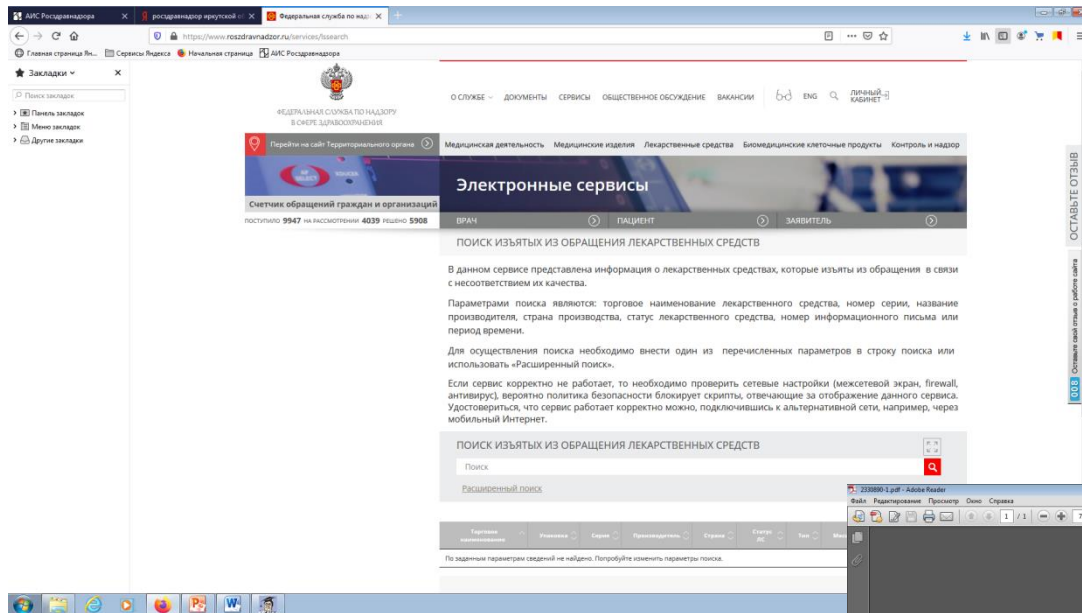 АИС Росздравнадзора
росздравнадзор иркутской об
Федеральная служба по надз
https://www.roszdravnadzor.ru/services/lssearch
Главная страница Ян...
Сервисы Яндекса
Начальная страница
АИС Росздравнадзора
Закладки
Поиск закладок
Панель закладок
Меню закладок
Другие закладки
ФЕДЕРАЛЬНАЯ СЛУЖБА ПО НАДЗОРУ
В СФЕРЕ ЗДРАВООХРАНЕНИЯ
О СЛУЖБЕ ДОКУМЕНТЫ СЕРВИСЫ ОБЩЕСТВЕННОЕ ОБСУЖДЕНИЕ ВАКАНСИИ ENG ЛИЧНЫЙ
КАБИНЕТ
Перейти на сайт Территориального органа
Медицинская деятельность Медицинские изделия Лекарственные средства Биомедицинские клеточные продукты Контроль и надзор
Электронные сервисы
Счетчик обращений граждан и организаций
ПОСТУПИЛО 9947 НА РАССМОТРЕНИИ 4039 РЕШЕНО 5908
ВРАЧ ПАЦИЕНТ ЗАЯВИТЕЛЬ
ПОИСК ИЗЪЯТЫХ ИЗ ОБРАЩЕНИЯ ЛЕКАРСТВЕННЫХ СРЕДСТВ
В данном сервисе представлена информация о лекарственных средствах, которые изъяты из обращения в связи
с несоответствием их качества.
Параметрами поиска являются: торговое наименование лекарственного средства, номер серии, название
производителя, страна производства, статус лекарственного средства, номер информационного письма или
период времени.
Для осуществления поиска необходимо внести один из перечисленных параметров в строку поиска или
использовать «Расширенный поиск».
Если сервис корректно не работает, то необходимо проверить сетевые настройки (межсетевой экран, firewall,
антивирус), вероятно политика безопасности блокирует скрипты, отвечающие за отображение данного сервиса.
Удостовериться, что сервис работает корректно можно, подключившись к альтернативной сети, например, через
мобильный Интернет.
ПОИСК ИЗЪЯТЫХ ИЗ ОБРАЩЕНИЯ ЛЕКАРСТВЕННЫХ СРЕДСТВ
Поиск
Расширенный поиск
Торговое
наименование
Упаковка Серия Производитель Страна Статус
ЛС
Тип
По заданным параметрам сведений не найдено. Попробуйте изменить параметры поиска.
ОСТАВЬТЕ ОТЗЫВ
Оставьте свой отзыв о работе сайта
2330890-1.pdf - Adobe Reader
Файл Редактирование Просмотр Окно Справка
1 / 1
7